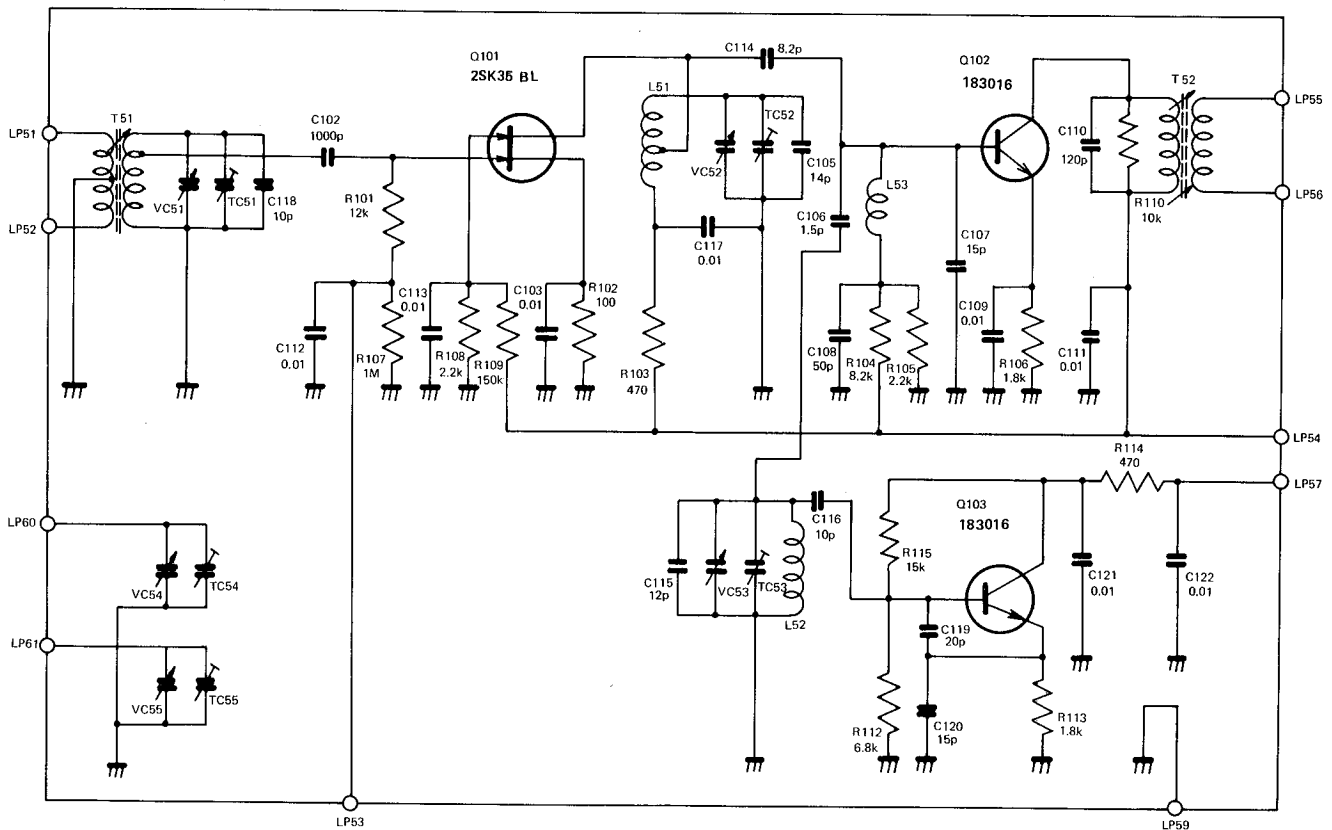 Q101
2SK35 BL
C114
8.2p
Q102
183016
T 52
LP55
T51
LP51
C102
1000p
L51
TC52
C110
120p
VC51
TC51
C118
10p
R101
12k
VC52
C105
14p
L53
LP52
R110
10k
LP56
C106
1.5p
C117
0.01
C107
15p
C112
0.01
R107
1M
C113
0.01
R108
2.2k
R109
150k
C103
0.01
R102
100
R103
470
C108
50p
R104
8.2k
R105
2.2k
C109
0.01
R106
1.8k
C111
0.01
LP54
R114
470
LP57
LP60
VC54
TC54
C115
12p
VC53
TC53
C116
10p
L52
R115
15k
Q103
183016
C121
0.01
C122
0.01
LP61
VC55
TC55
C119
20p
R112
6.8k
C120
15p
R113
1.8k
LP53
LP59